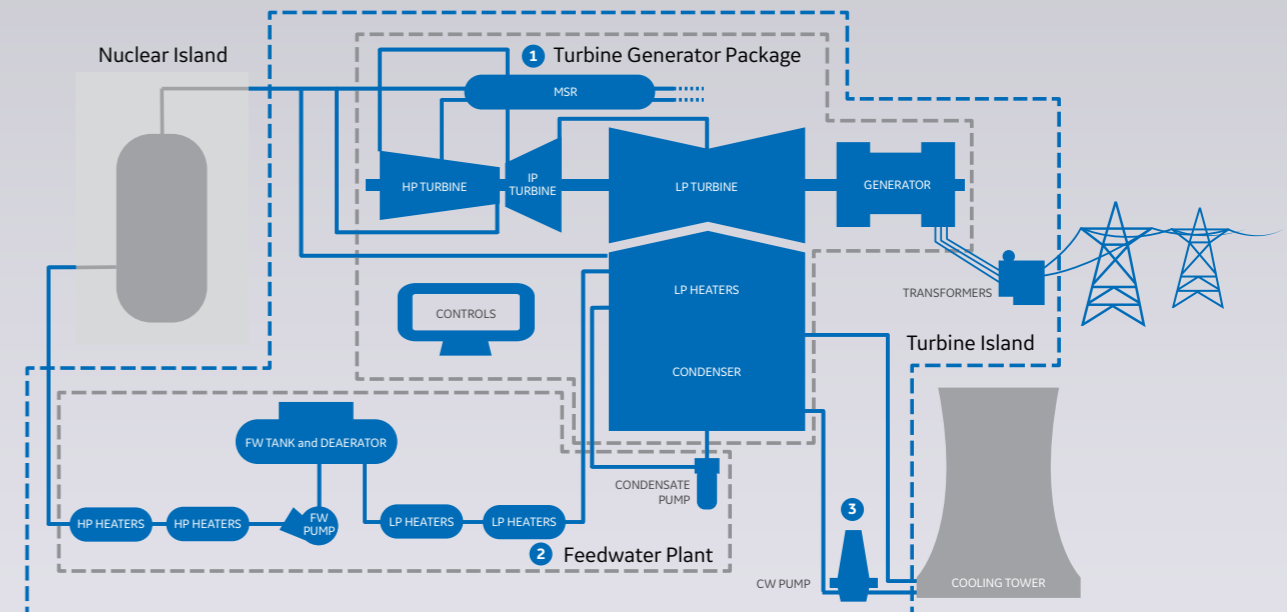 Nuclear Island
1 Turbine Generator Package
MSR
HP TURBINE
IP
TURBINE
LP TURBINE
GENERATOR
TRANSFORMERS
LP HEATERS
CONTROLS
Turbine Island
CONDENSER
FW TANK and DEAERATOR
CONDENSATE
PUMP
HP HEATERS
HP HEATERS
FW
PUMP
LP HEATERS
LP HEATERS
2 Feedwater Plant
3
CW PUMP
COOLING TOWER